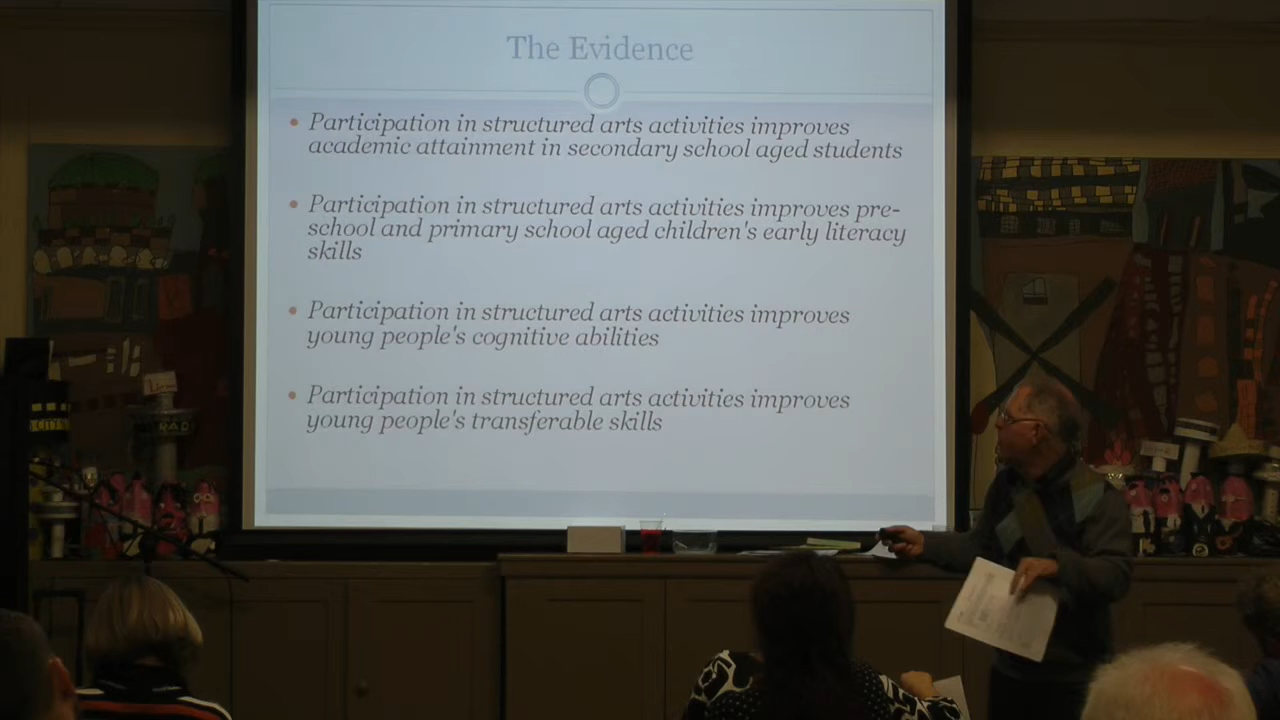 The Evidence
• Participation in structured arts activities improves
academic attainment in secondary school aged students
• Participation in structured arts activities improves pre-
school and primary school aged children's early literacy
skills
• Participation in structured arts activities improves
young people's cognitive abilities
• Participation in structured arts activities improves
young people's transferable skills